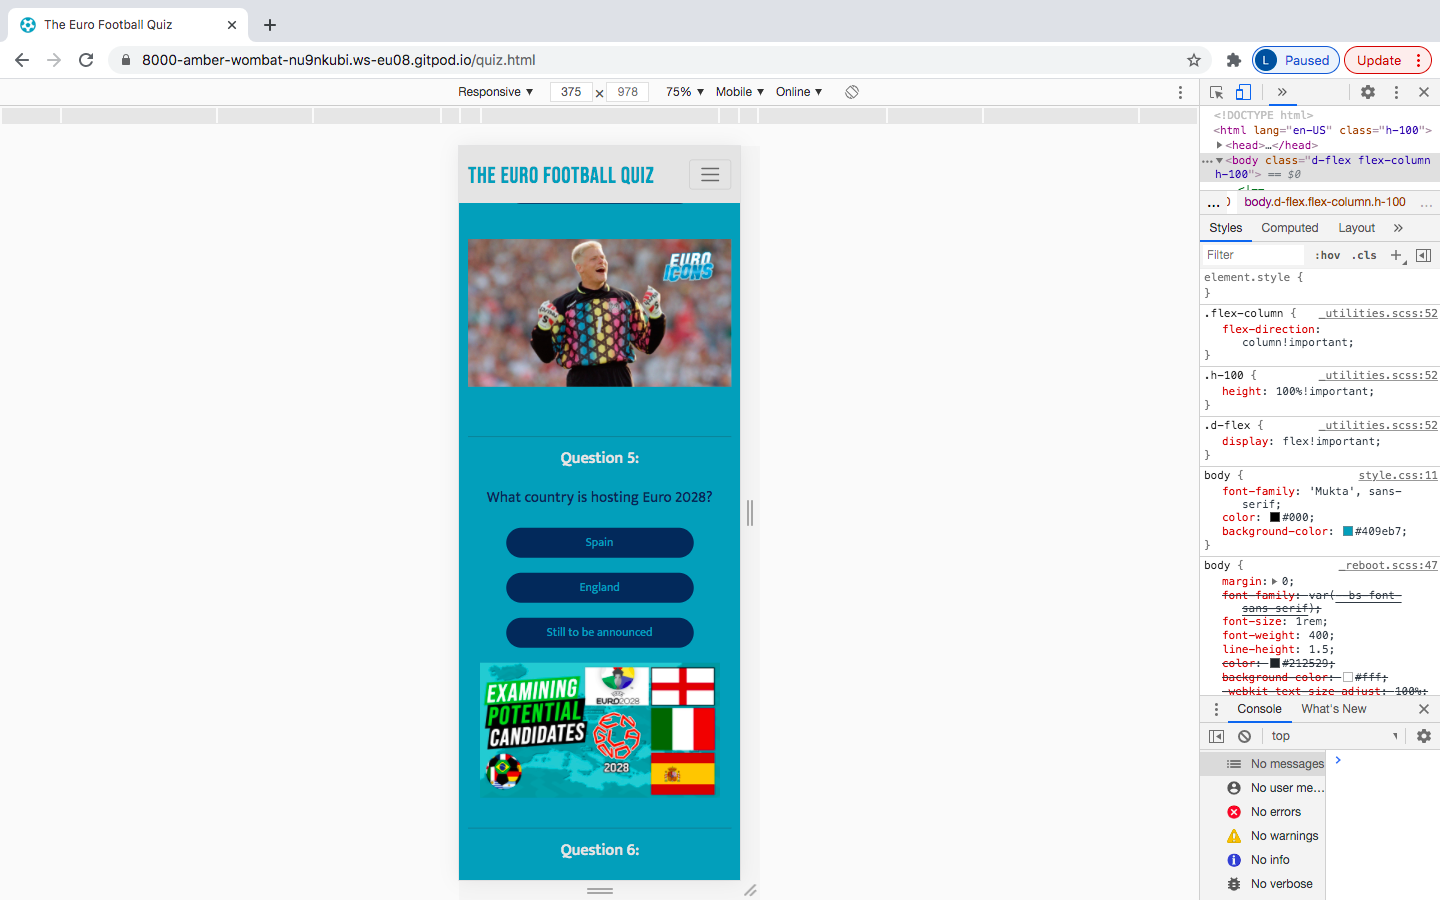 The Euro Football Quiz
8000-amber-wombat-nu9nkubi.ws-eu08.gitpod.io/quiz.html
L Paused
Update
Responsive 375 × 978 75% Mobile Online
<!DOCTYPE html>
<html lang="en-US" class="h-100">
<head>…</head>
<body class="d-flex flex-column
h-100"> == $0
<!--
body.d-flex.flex-column.h-100
Styles Computed Layout
Filter :hov .cls
element.style {
}
.flex-column { _utilities.scss:52
flex-direction:
column!important;
}
.h-100 { _utilities.scss:52
height: 100%!important;
}
.d-flex { _utilities.scss:52
display: flex!important;
}
body { style.css:11
font-family: 'Mukta', sans-
serif;
color: #000;
background-color: #409eb7;
}
body { _reboot.scss:47
margin: 0;
font-family: var(--bs-font-
sans-serif);
font-size: 1rem;
font-weight: 400;
line-height: 1.5;
color: #212529;
background-color: #fff;
-webkit-text-size-adjust: 100%;
Console What's New
top
No messages
No user me…
No errors
No warnings
No info
No verbose
THE EURO FOOTBALL QUIZ
EURO
ICONS
Question 5:
What country is hosting Euro 2028?
Spain
England
Still to be announced
EXAMINING
POTENTIAL
CANDIDATES
EURO2028
ENGLAND
2028
Question 6: